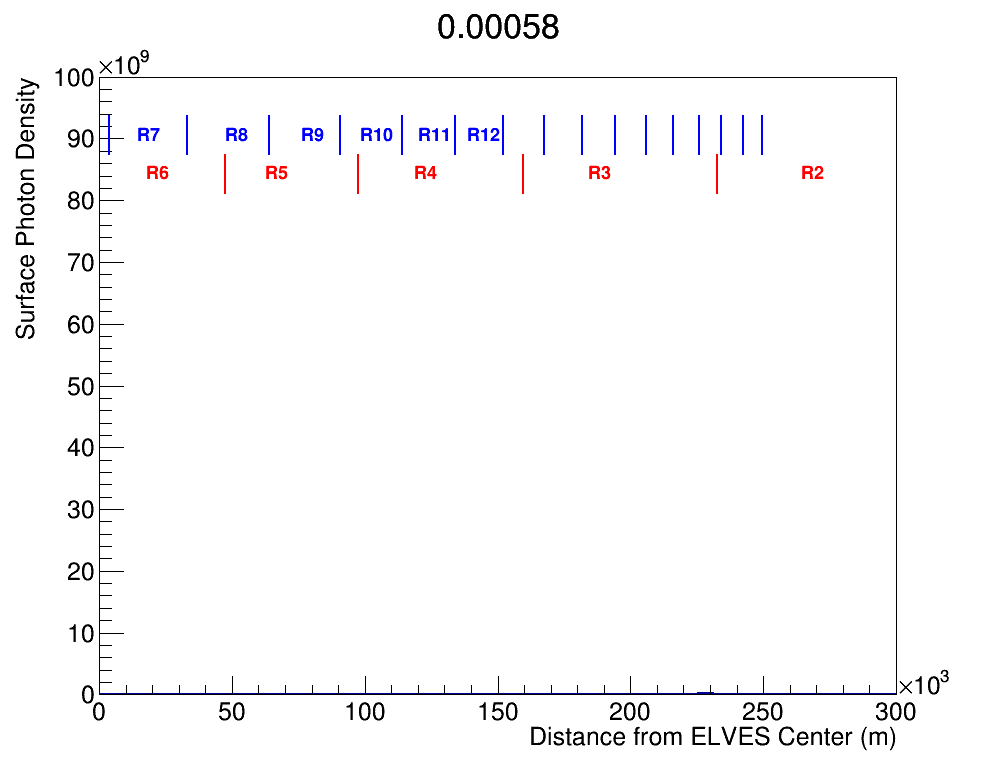 0.00058
×10⁹
Surface Photon Density
100
90
80
70
60
50
40
30
20
10
0
R7 R8 R9 R10 R11 R12
R6 R5 R4 R3 R2
0 50 100 150 200 250 300
×10³
Distance from ELVES Center (m)